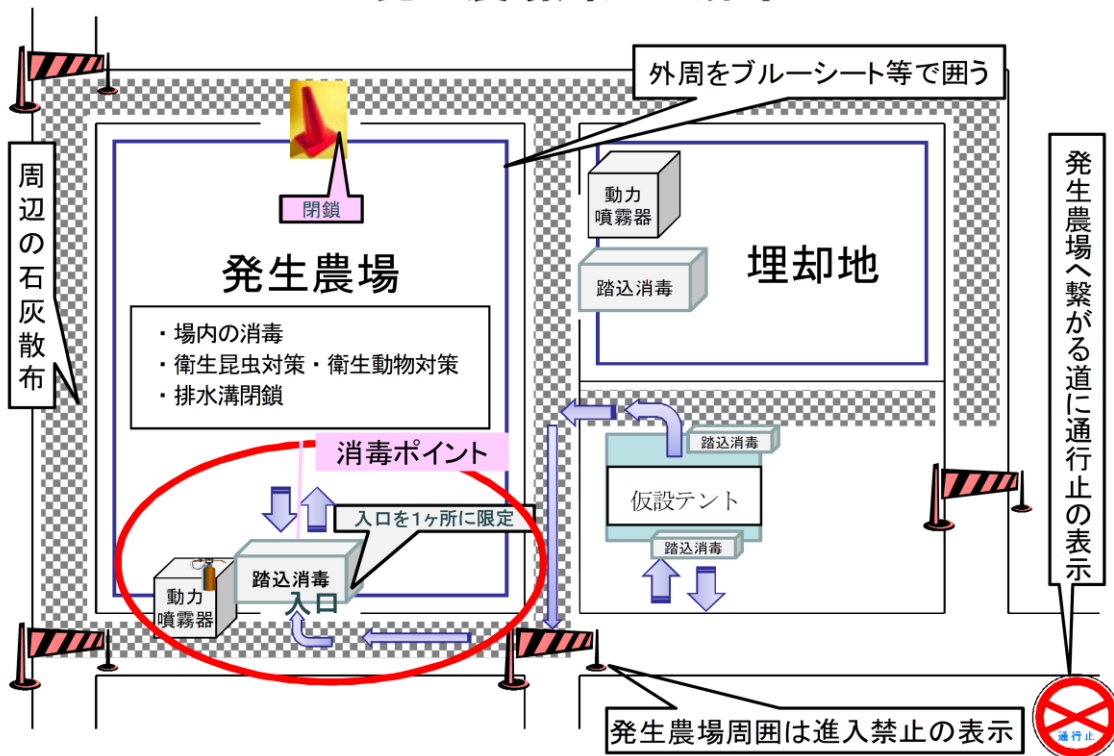 外周をブルーシート等で囲う
周辺の石灰散布
閉鎖
発生農場
・場内の消毒
・衛生昆虫対策・衛生動物対策
・排水溝閉鎖
動力
噴霧器
踏込消毒
埋却地
発生農場へ繋がる道に通行止の表示
消毒ポイント
入口を1ヶ所に限定
踏込消毒
入口
動力
噴霧器
踏込消毒
仮設テント
踏込消毒
発生農場周囲は進入禁止の表示
通行止